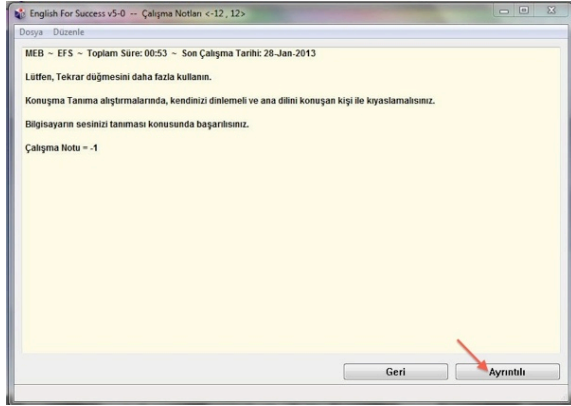 English For Success v5-0 -- Çalışma Notları <-12 , 12>
Dosya Düzenle
MEB ~ EFS ~ Toplam Süre: 00:53 ~ Son Çalışma Tarihi: 28-Jan-2013
Lütfen, Tekrar düğmesini daha fazla kullanın.
Konuşma Tanıma alıştırmalarında, kendinizi dinlemeli ve ana dilini konuşan kişi ile kıyaslamalısınız.
Bilgisayarın sesinizi tanıması konusunda başarılısınız.
Çalışma Notu = -1
Geri
Ayrıntılı